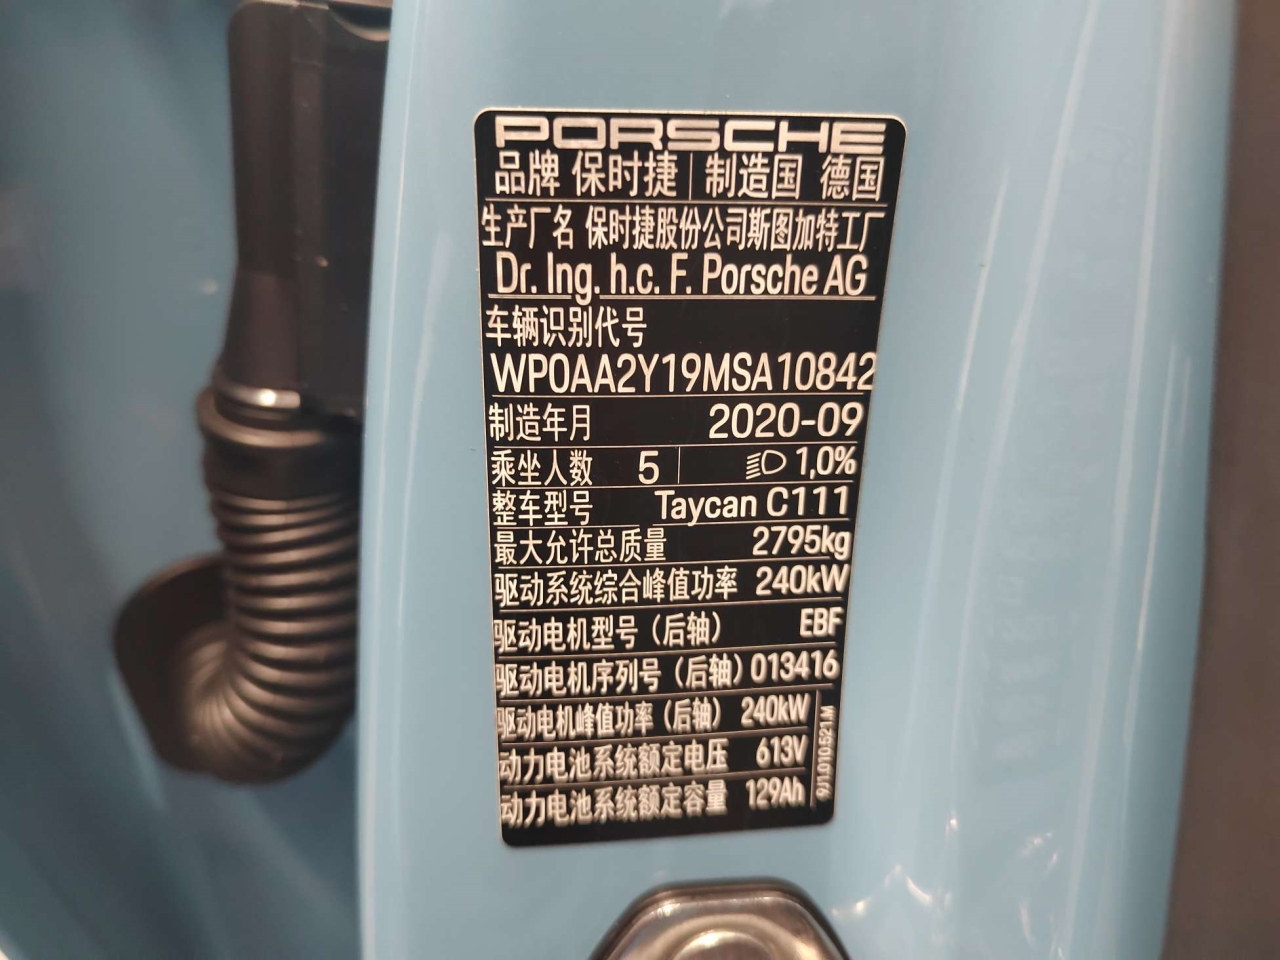 PORSCHE
品牌 保时捷 制造国 德国
生产厂名 保时捷股份公司斯图加特工厂
Dr. Ing. h.c. F. Porsche AG
车辆识别代号
WP0AA2Y19MSA10842
制造年月 2020-09
乘坐人数 5 1,0%
整车型号 Taycan C111
最大允许总质量 2795kg
驱动系统综合峰值功率 240kW
驱动电机型号（后轴） EBF
驱动电机序列号（后轴） 013416
驱动电机峰值功率（后轴） 240kW
动力电池系统额定电压 613V
动力电池系统额定容量 129Ah
9J1.010.521.M